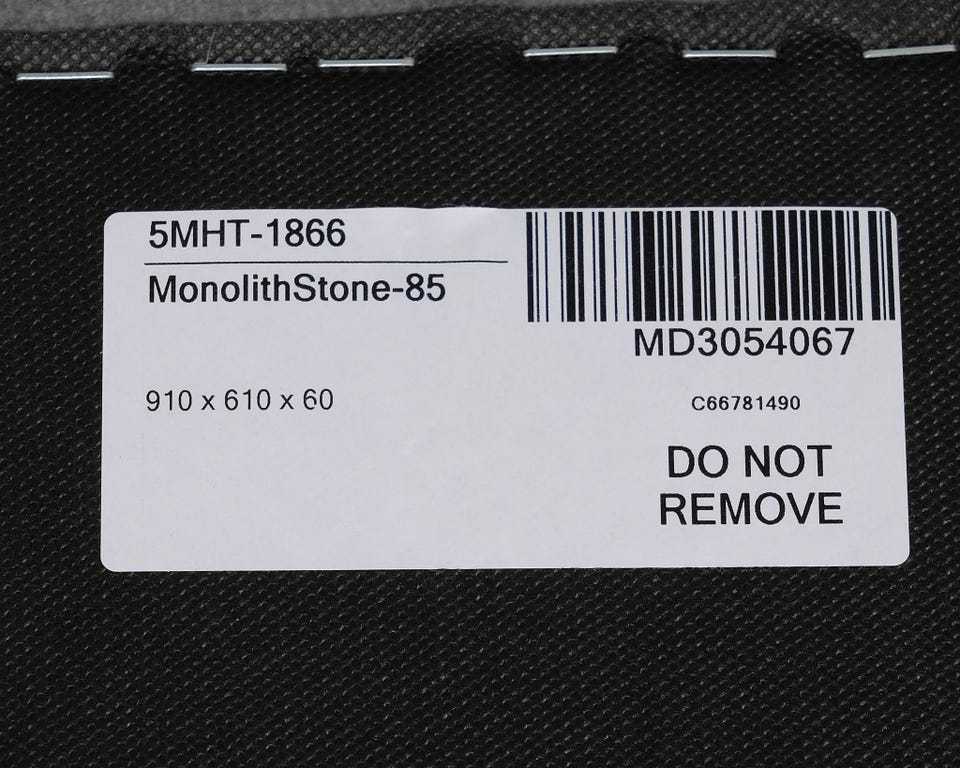 5MHT-1866
MonolithStone-85
910 x 610 x 60
MD3054067
C66781490
DO NOT
REMOVE